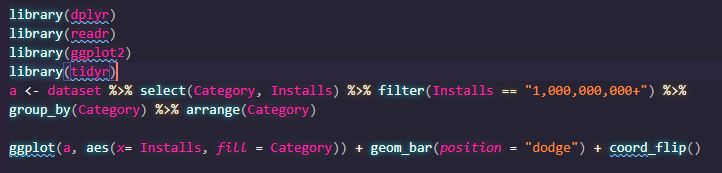 library(dplyr)
library(readr)
library(ggplot2)
library(tidyr)
a <- dataset %>% select(Category, Installs) %>% filter(Installs == "1,000,000,000+") %>%
group_by(Category) %>% arrange(Category)
ggplot(a, aes(x= Installs, fill = Category)) + geom_bar(position = "dodge") + coord_flip()